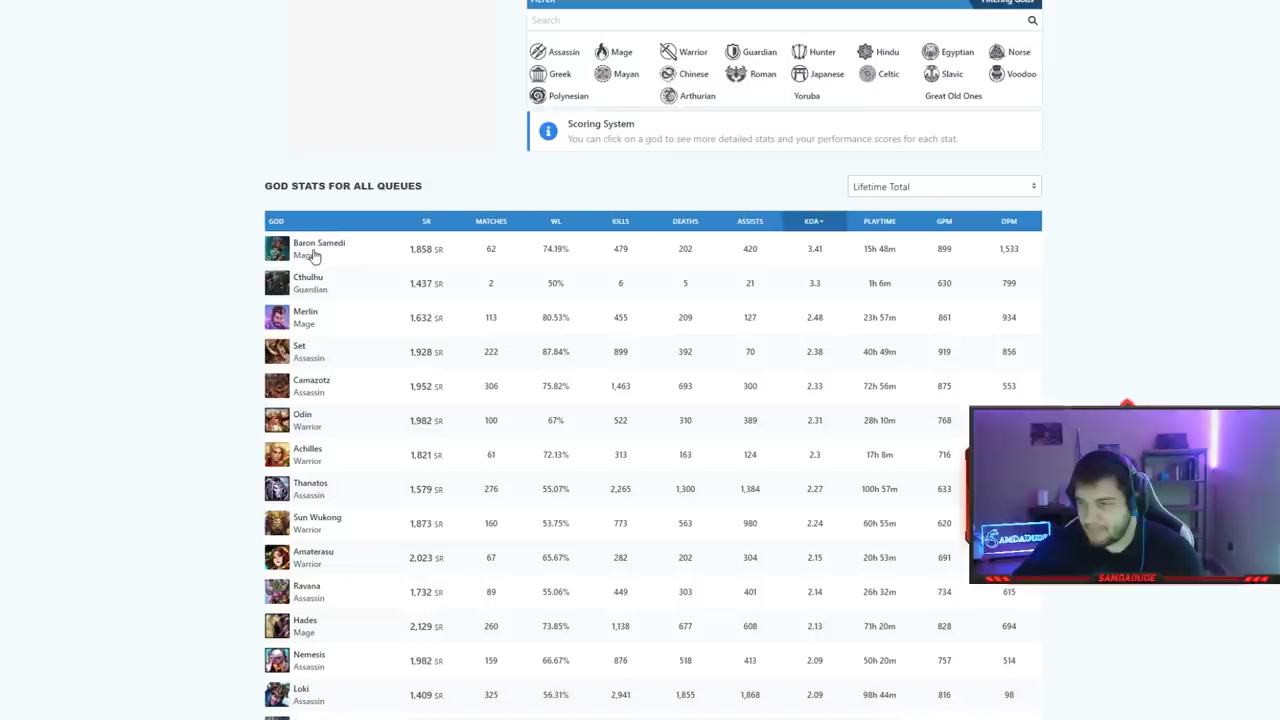 Filtering Gods
Search
Assassin Mage Warrior Guardian Hunter Hindu Egyptian Norse
Greek Mayan Chinese Roman Japanese Celtic Slavic Voodoo
Polynesian Arthurian Yoruba Great Old Ones
Scoring System
You can click on a god to see more detailed stats and your performance scores for each stat.
GOD STATS FOR ALL QUEUES Lifetime Total
GOD SR MATCHES WL KILLS DEATHS ASSISTS KDA PLAYTIME GPM DPM
Baron Samedi
Mage 1,858 SR 62 74.19% 479 202 420 3.41 15h 48m 899 1,533
Cthulhu
Guardian 1,437 SR 2 50% 6 5 21 3.3 1h 6m 630 799
Merlin
Mage 1,632 SR 113 80.53% 455 209 127 2.48 23h 57m 861 934
Set
Assassin 1,928 SR 222 87.84% 899 392 70 2.38 40h 49m 919 856
Camazotz
Assassin 1,952 SR 306 75.82% 1,463 693 300 2.33 72h 56m 875 553
Odin
Warrior 1,982 SR 100 67% 522 310 389 2.31 28h 10m 768
Achilles
Warrior 1,821 SR 61 72.13% 313 163 124 2.3 17h 8m 716
Thanatos
Assassin 1,579 SR 276 55.07% 2,265 1,300 1,384 2.27 100h 57m 633
Sun Wukong
Warrior 1,873 SR 160 53.75% 773 563 980 2.24 60h 55m 620
Amaterasu
Warrior 2,023 SR 67 65.67% 282 202 304 2.15 20h 53m 691
Ravana
Assassin 1,732 SR 89 55.06% 449 303 401 2.14 26h 32m 734 615
Hades
Mage 2,129 SR 260 73.85% 1,138 677 608 2.13 71h 20m 828 694
Nemesis
Assassin 1,982 SR 159 66.67% 876 518 413 2.09 50h 20m 757 514
Loki
Assassin 1,409 SR 325 56.31% 2,941 1,855 1,868 2.09 98h 44m 816 98
SAMDADUDE
SAMDADUDE